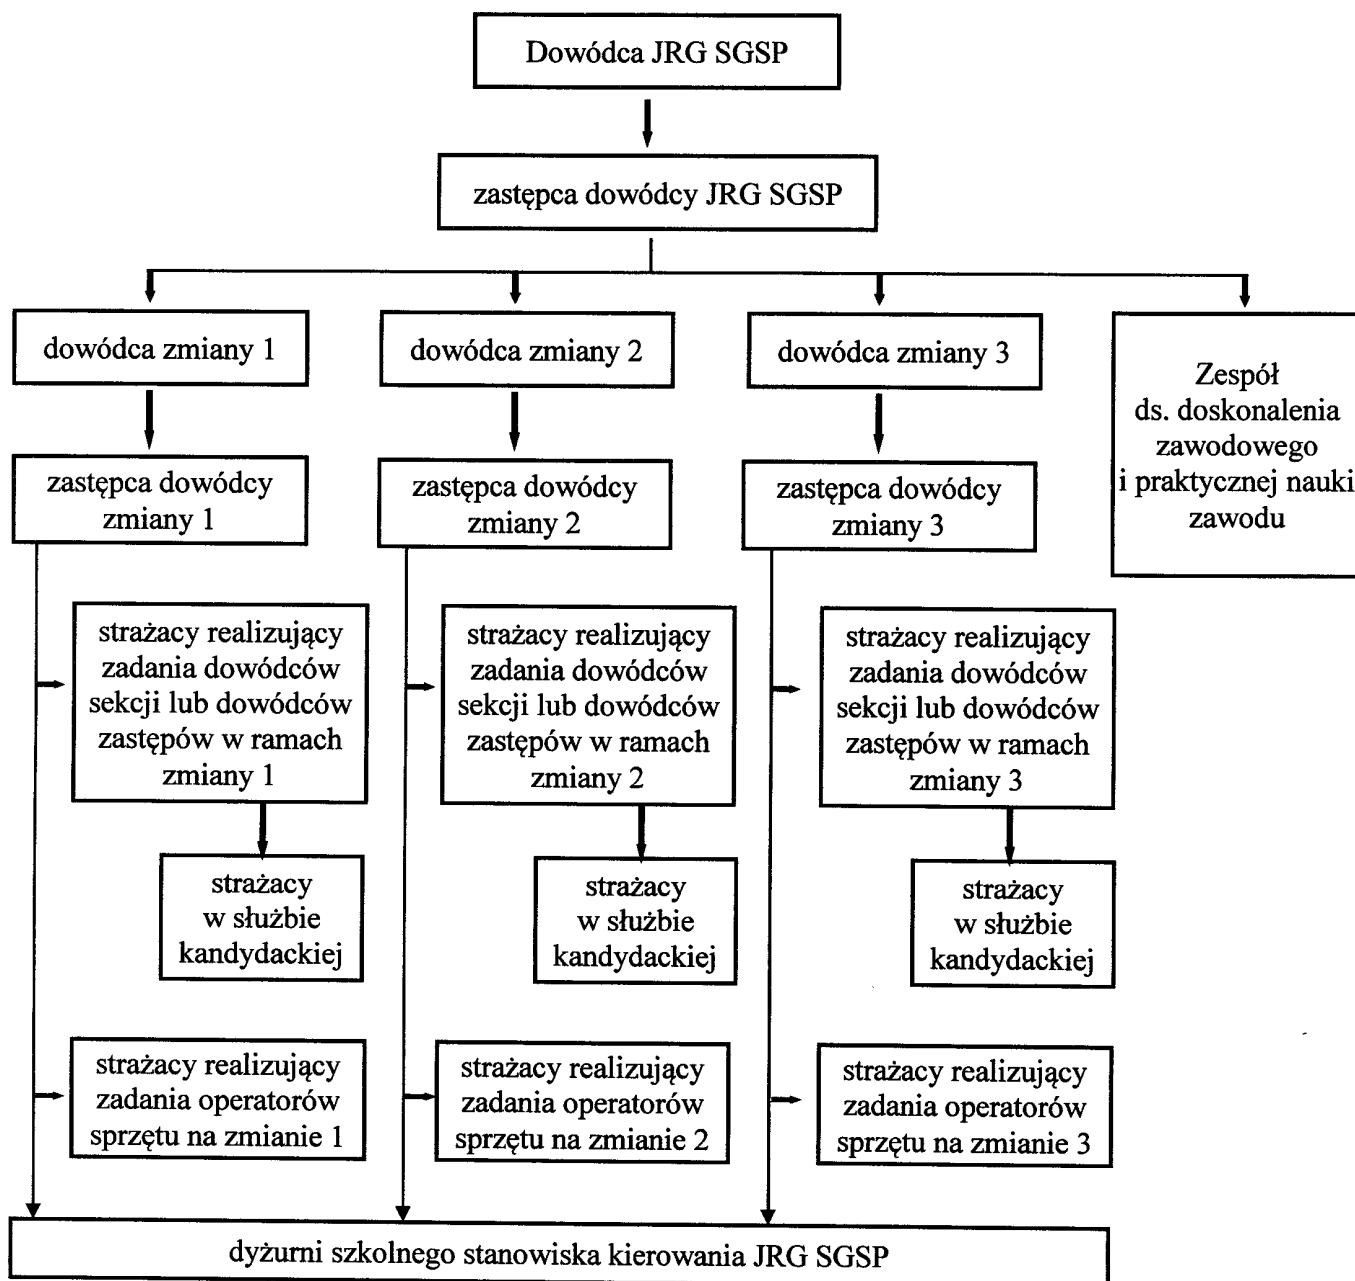 Dowódca JRG SGSP
zastępca dowódcy JRG SGSP
dowódca zmiany 1
dowódca zmiany 2
dowódca zmiany 3
Zespół
ds. doskonalenia
zawodowego
i praktycznej nauki
zawodu
zastępca dowódcy
zmiany 1
zastępca dowódcy
zmiany 2
zastępca dowódcy
zmiany 3
strażacy realizujący
zadania dowódców
sekcji lub dowódców
zastępów w ramach
zmiany 1
strażacy realizujący
zadania dowódców
sekcji lub dowódców
zastępów w ramach
zmiany 2
strażacy realizujący
zadania dowódców
sekcji lub dowódców
zastępów w ramach
zmiany 3
strażacy
w służbie
kandydackiej
strażacy
w służbie
kandydackiej
strażacy
w służbie
kandydackiej
strażacy realizujący
zadania operatorów
sprzętu na zmianie 1
strażacy realizujący
zadania operatorów
sprzętu na zmianie 2
strażacy realizujący
zadania operatorów
sprzętu na zmianie 3
dyżurni szkolnego stanowiska kierowania JRG SGSP